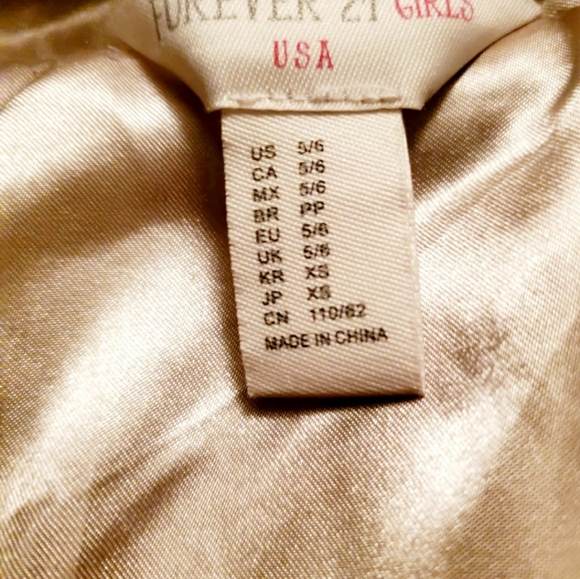 FOREVER 21 GIRLS
USA
US 5/6
CA 5/6
MX 5/6
BR PP
EU 5/6
UK 5/6
KR XS
JP XS
CN 110/62
MADE IN CHINA